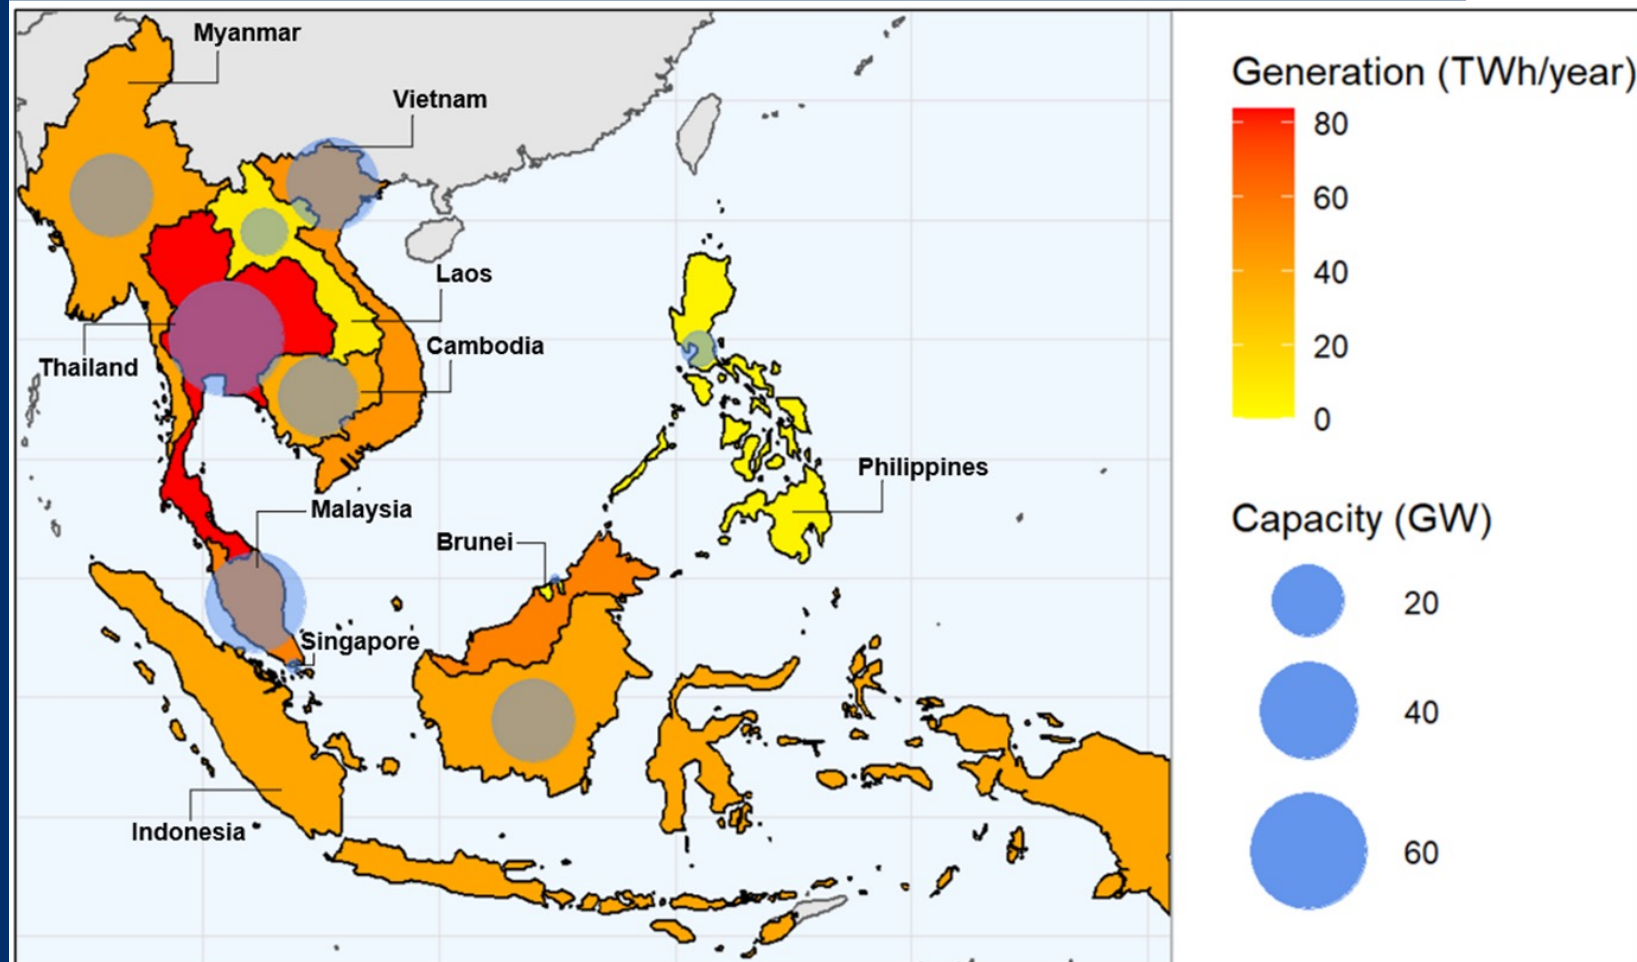 Myanmar
Vietnam
Laos
Cambodia
Thailand
Malaysia
Brunei
Philippines
Singapore
Indonesia
Generation (TWh/year)
80
60
40
20
0
Capacity (GW)
20
40
60